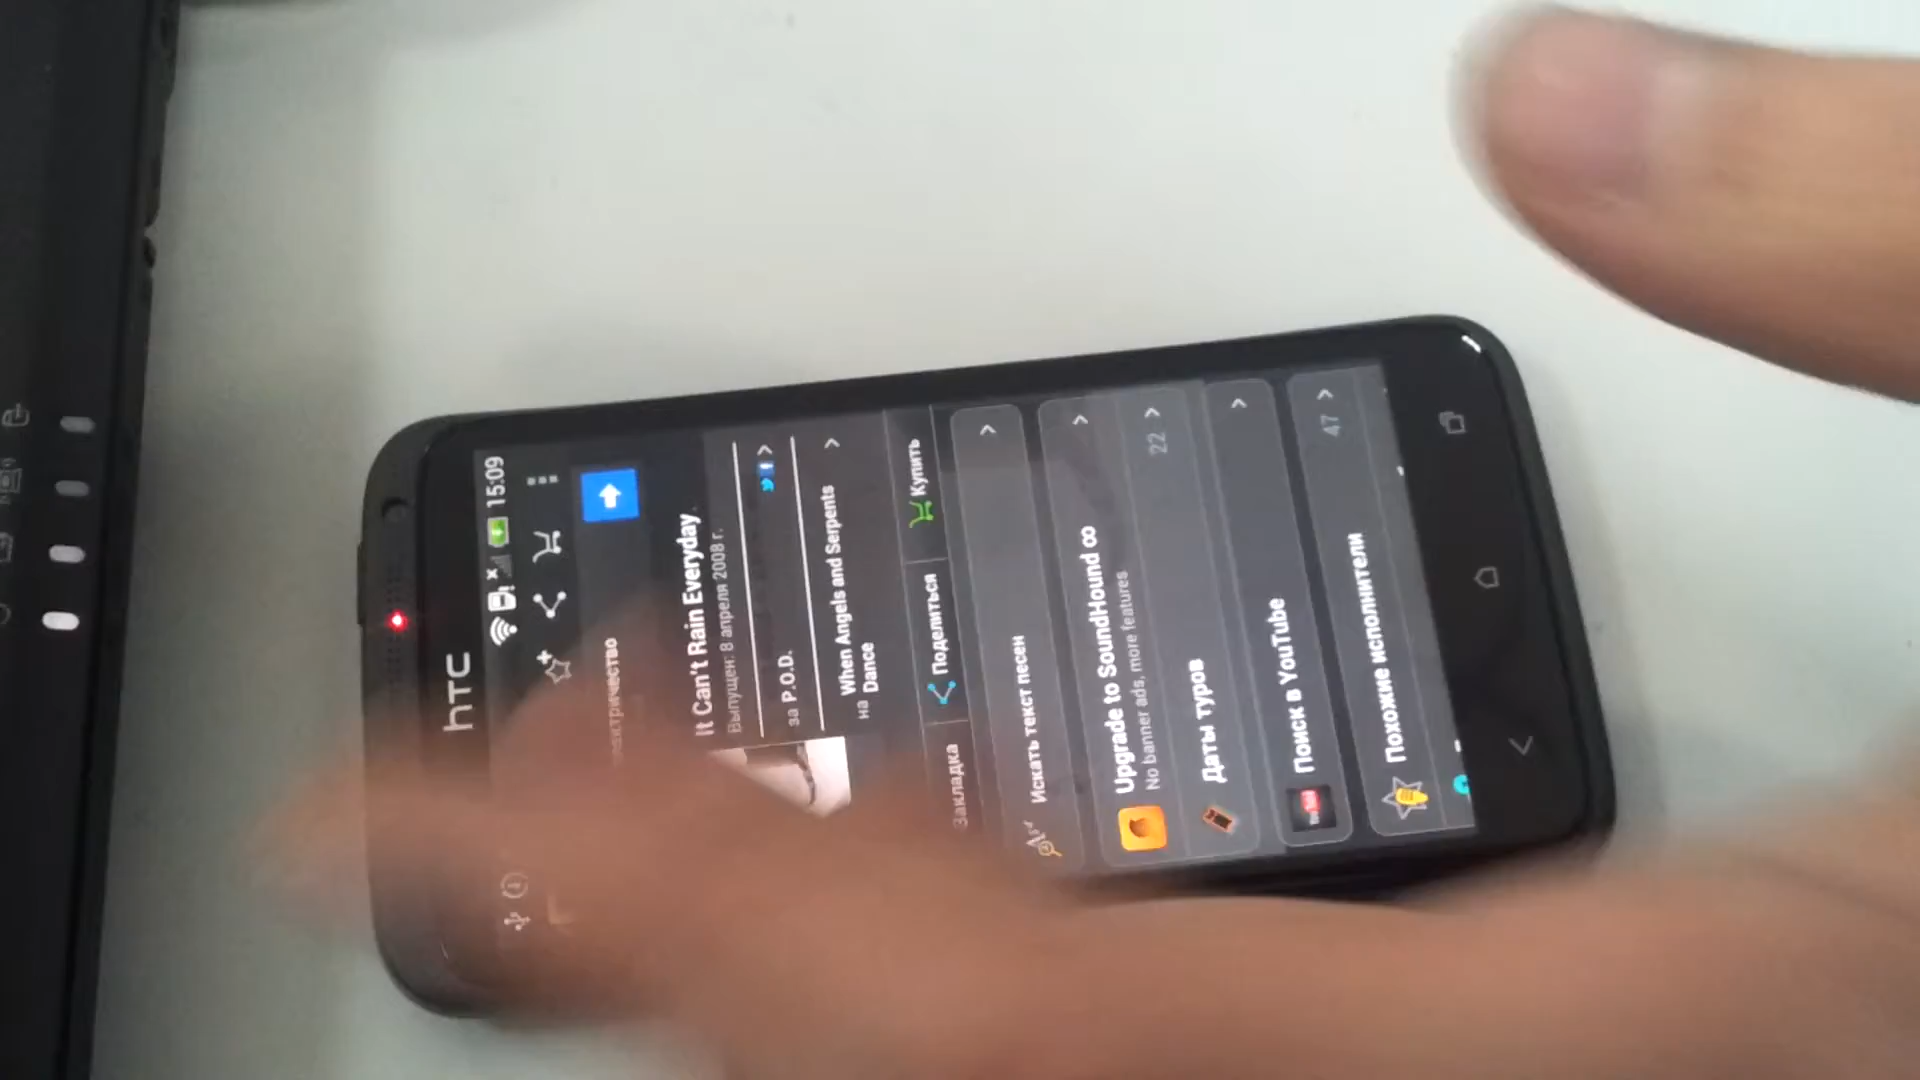 hTC
15:09
It Can't Rain Everyday
Выпущен: 8 апреля 2008 г.
за P.O.D.
When Angels and Serpents
на Dance
Закладка
Поделиться
Купить
Искать текст песен
Upgrade to SoundHound ∞
No banner ads, more features
22
Даты туров
Поиск в YouTube
Похожие исполнители
47